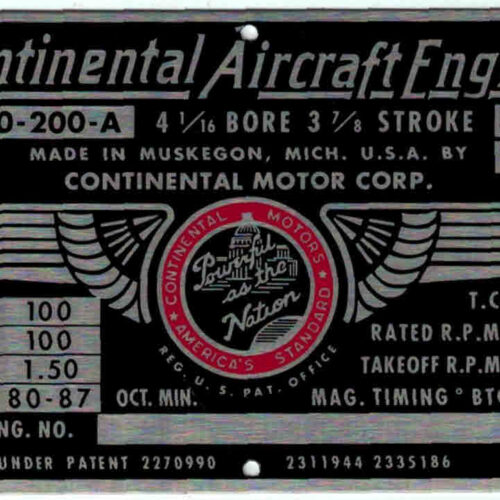 ntinental Aircraft Eng
0-200-A 4 1/16 BORE 3 7/8 STROKE
MADE IN MUSKEGON, MICH. U.S.A. BY
CONTINENTAL MOTOR CORP.
CONTINENTAL MOTORS
Powerful
as the
Nation
AMERICA'S STANDARD
REG. U.S. PAT. OFFICE
100 T.C
100 RATED R.P.M
1.50 TAKEOFF R.P.M
80-87 OCT. MIN. MAG. TIMING ° BTC
NG. NO.
UNDER PATENT 2270990 2311944 2335186